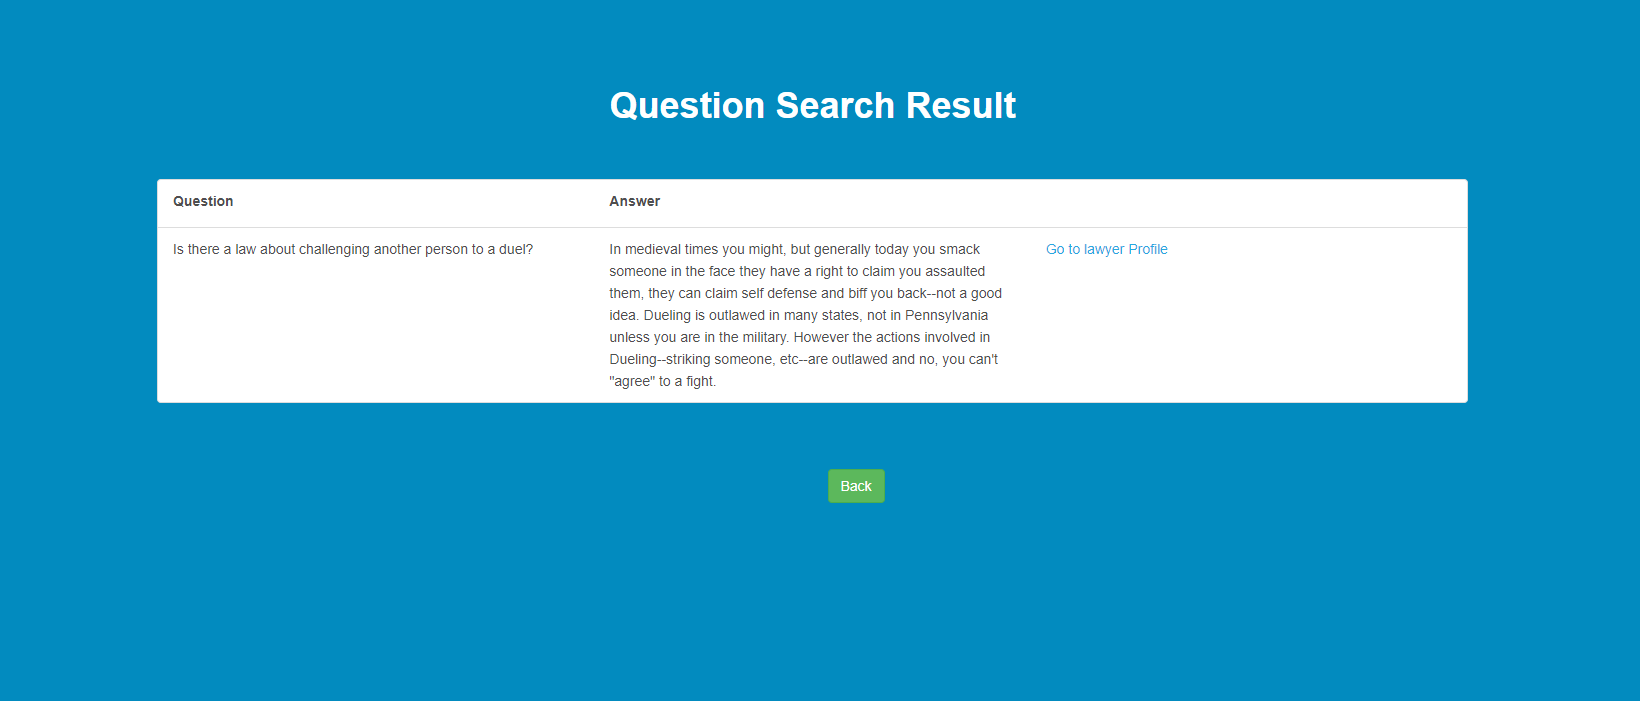 Question Search Result
Question
Answer
Is there a law about challenging another person to a duel?
In medieval times you might, but generally today you smack
someone in the face they have a right to claim you assaulted
them, they can claim self defense and biff you back--not a good
idea. Dueling is outlawed in many states, not in Pennsylvania
unless you are in the military. However the actions involved in
Dueling--striking someone, etc--are outlawed and no, you can't
"agree" to a fight.
Go to lawyer Profile
Back